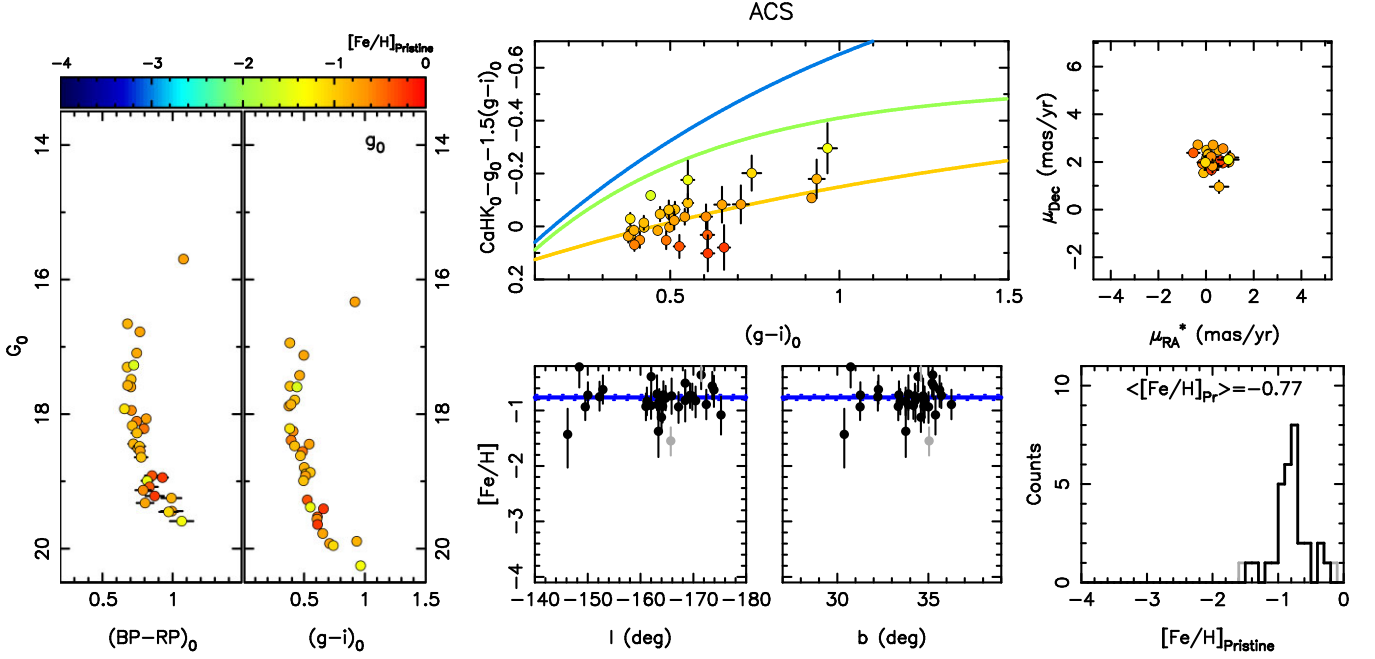 ACS
[Fe/H]Pristine
−4 −3 −2 −1 0
g0
14 16 18 20
G0
14 16 18 20
0.5 1
(BP−RP)0
0.5 1 1.5
(g−i)0
−0.6 −0.4 −0.2 0 0.2
CaHK0−g0−1.5(g−i)0
0.5 1 1.5
(g−i)0
6 4 2 0 −2
μDec (mas/yr)
−4 −2 0 2 4
μRA* (mas/yr)
−1 −2 −3 −4
[Fe/H]
−140 −150 −160 −170 −180
l (deg)
30 35
b (deg)
<[Fe/H]Pr>=−0.77
10 5 0
Counts
−4 −3 −2 −1 0
[Fe/H]Pristine